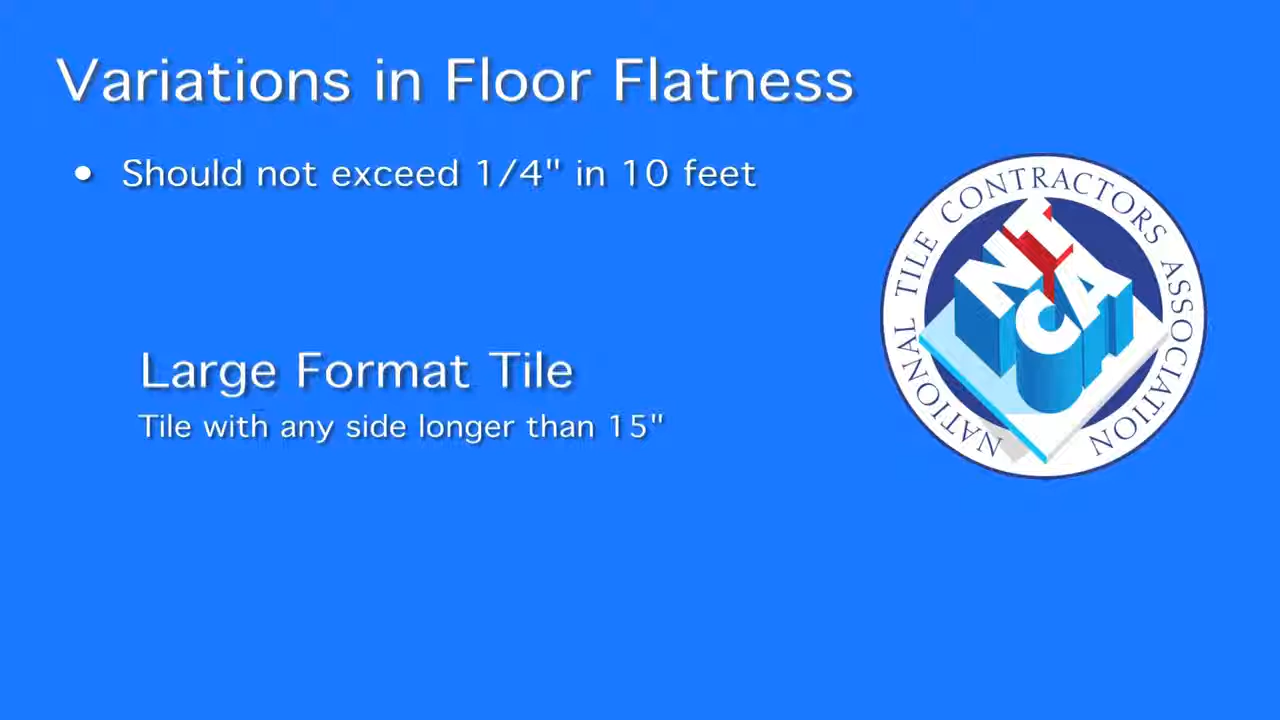 Variations in Floor Flatness
• Should not exceed 1/4" in 10 feet
NATIONAL TILE CONTRACTORS ASSOCIATION
NTCA
Large Format Tile
Tile with any side longer than 15"